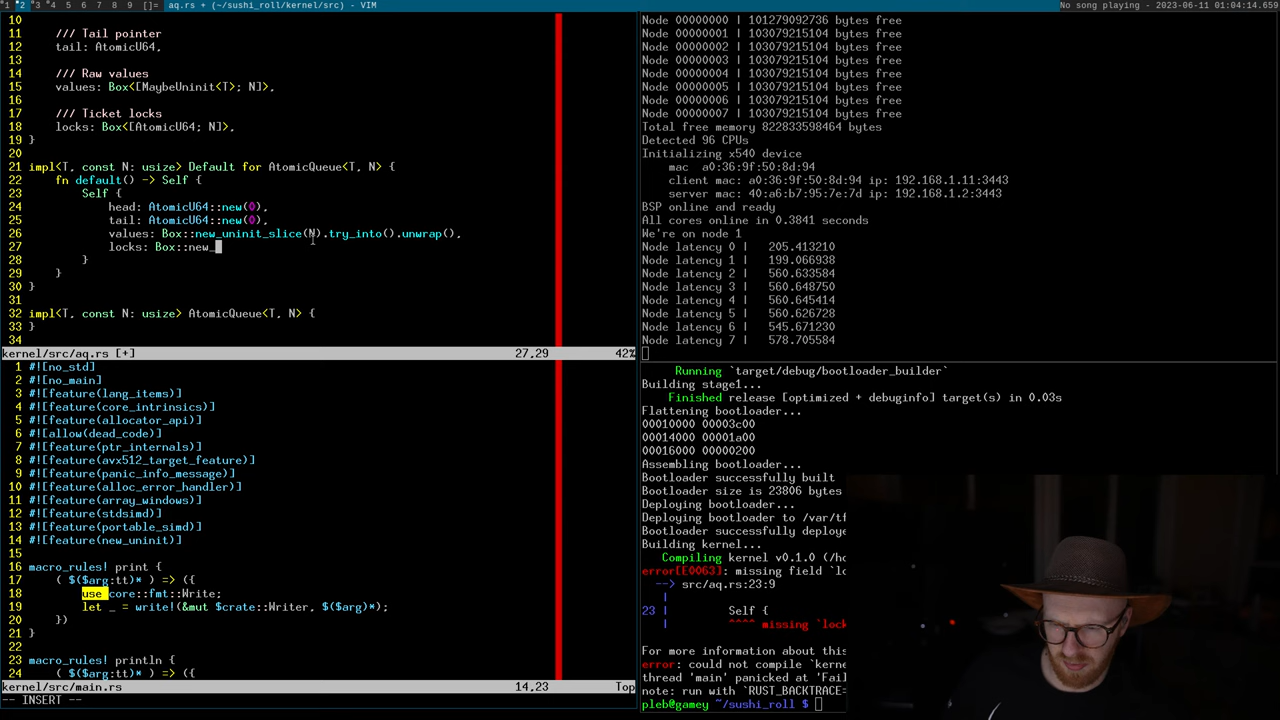 1 2 3 4 5 6 7 8 9 []= aq.rs + (~/sushi_roll/kernel/src) - VIM
No song playing - 2023-06-11 01:04:14.659
10
11     /// Tail pointer
12     tail: AtomicU64,
13
14     /// Raw values
15     values: Box<[MaybeUninit<T>; N]>,
16
17     /// Ticket locks
18     locks: Box<[AtomicU64; N]>,
19 }
20
21 impl<T, const N: usize> Default for AtomicQueue<T, N> {
22     fn default() -> Self {
23         Self {
24             head: AtomicU64::new(0),
25             tail: AtomicU64::new(0),
26             values: Box::new_uninit_slice(N).try_into().unwrap(),
27             locks: Box::new_
28         }
29     }
30 }
31
32 impl<T, const N: usize> AtomicQueue<T, N> {
33 }
34
kernel/src/aq.rs [+] 27,29 42%
1 #![no_std]
2 #![no_main]
3 #![feature(lang_items)]
4 #![feature(core_intrinsics)]
5 #![feature(allocator_api)]
6 #![allow(dead_code)]
7 #![feature(ptr_internals)]
8 #![feature(avx512_target_feature)]
9 #![feature(panic_info_message)]
10 #![feature(alloc_error_handler)]
11 #![feature(array_windows)]
12 #![feature(stdsimd)]
13 #![feature(portable_simd)]
14 #![feature(new_uninit)]
15
16 macro_rules! print {
17     ( $($arg:tt)* ) => ({
18         use core::fmt::Write;
19         let _ = write!(&mut $crate::Writer, $($arg)*);
20     })
21 }
22
23 macro_rules! println {
24     ( $($arg:tt)* ) => ({
kernel/src/main.rs 14,23 Top
-- INSERT --
Node 00000000 | 101279092736 bytes free
Node 00000001 | 103079215104 bytes free
Node 00000002 | 103079215104 bytes free
Node 00000003 | 103079215104 bytes free
Node 00000004 | 103079215104 bytes free
Node 00000005 | 103079215104 bytes free
Node 00000006 | 103079215104 bytes free
Node 00000007 | 103079215104 bytes free
Total free memory 822833598464 bytes
Detected 96 CPUs
Initializing x540 device
    mac   a0:36:9f:50:8d:94
    client mac: a0:36:9f:50:8d:94 ip: 192.168.1.11:3443
    server mac: 40:a6:b7:95:7e:7d ip: 192.168.1.2:3443
BSP online and ready
All cores online in 0.3841 seconds
We're on node 1
Node latency 0 |   205.413210
Node latency 1 |   199.066938
Node latency 2 |   560.633584
Node latency 3 |   560.648750
Node latency 4 |   560.645414
Node latency 5 |   560.626728
Node latency 6 |   545.671230
Node latency 7 |   578.705584
     Running `target/debug/bootloader_builder`
Building stage1...
    Finished release [optimized + debuginfo] target(s) in 0.03s
Flattening bootloader...
00010000 00003c00
00014000 00001a00
00016000 00000200
Assembling bootloader...
Bootloader successfully built
Bootloader size is 23806 bytes
Deploying bootloader...
Deploying bootloader to /var/tf
Bootloader successfully deploye
Building kernel...
   Compiling kernel v0.1.0 (/ho
error[E0063]: missing field `lo
  --> src/aq.rs:23:9
   |
23 |         Self {
   |         ^^^^ missing `lock
For more information about this
error: could not compile `kerne
thread 'main' panicked at 'Fail
note: run with `RUST_BACKTRACE=
pleb@gamey ~/sushi_roll $